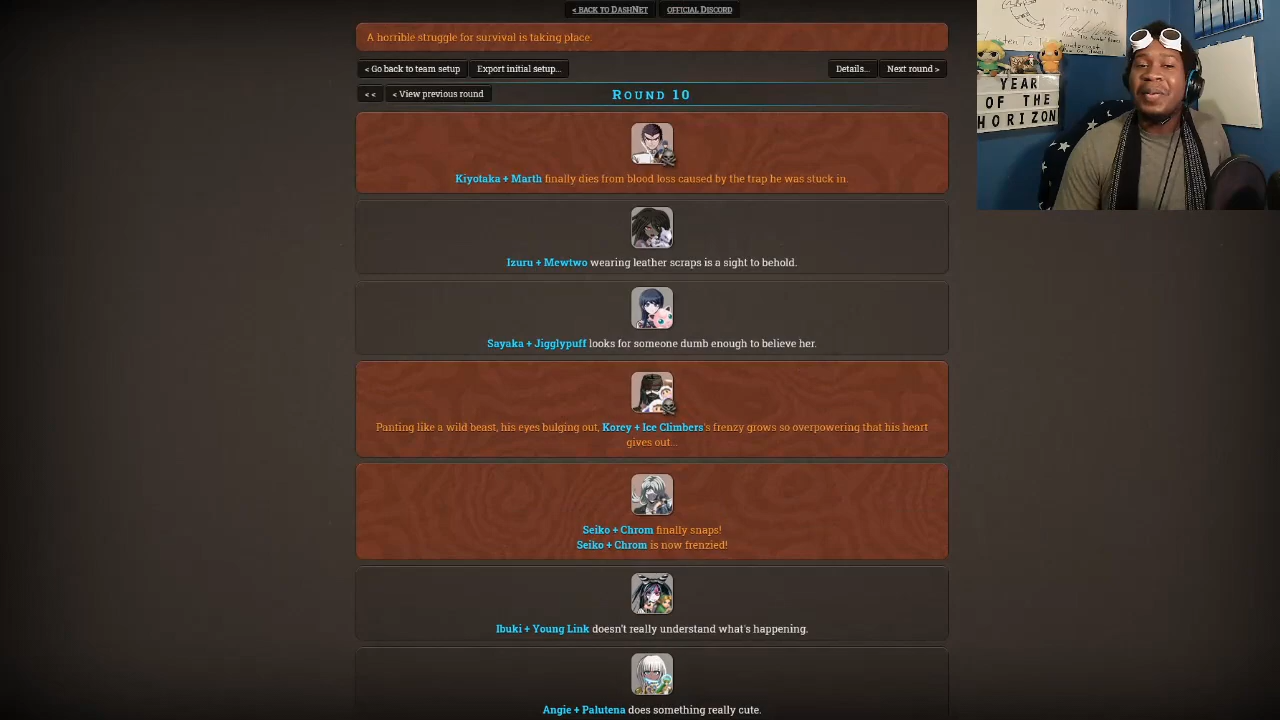 < BACK TO DASHNET
OFFICIAL DISCORD
A horrible struggle for survival is taking place.
< Go back to team setup
Export initial setup...
Details...
Next round >
< <
< View previous round
ROUND 10
Kiyotaka + Marth finally dies from blood loss caused by the trap he was stuck in.
Izuru + Mewtwo wearing leather scraps is a sight to behold.
Sayaka + Jigglypuff looks for someone dumb enough to believe her.
Panting like a wild beast, his eyes bulging out, Korey + Ice Climbers's frenzy grows so overpowering that his heart
gives out...
Seiko + Chrom finally snaps!
Seiko + Chrom is now frenzied!
Ibuki + Young Link doesn't really understand what's happening.
Angie + Palutena does something really cute.
YEAR
OF THE
HORIZON